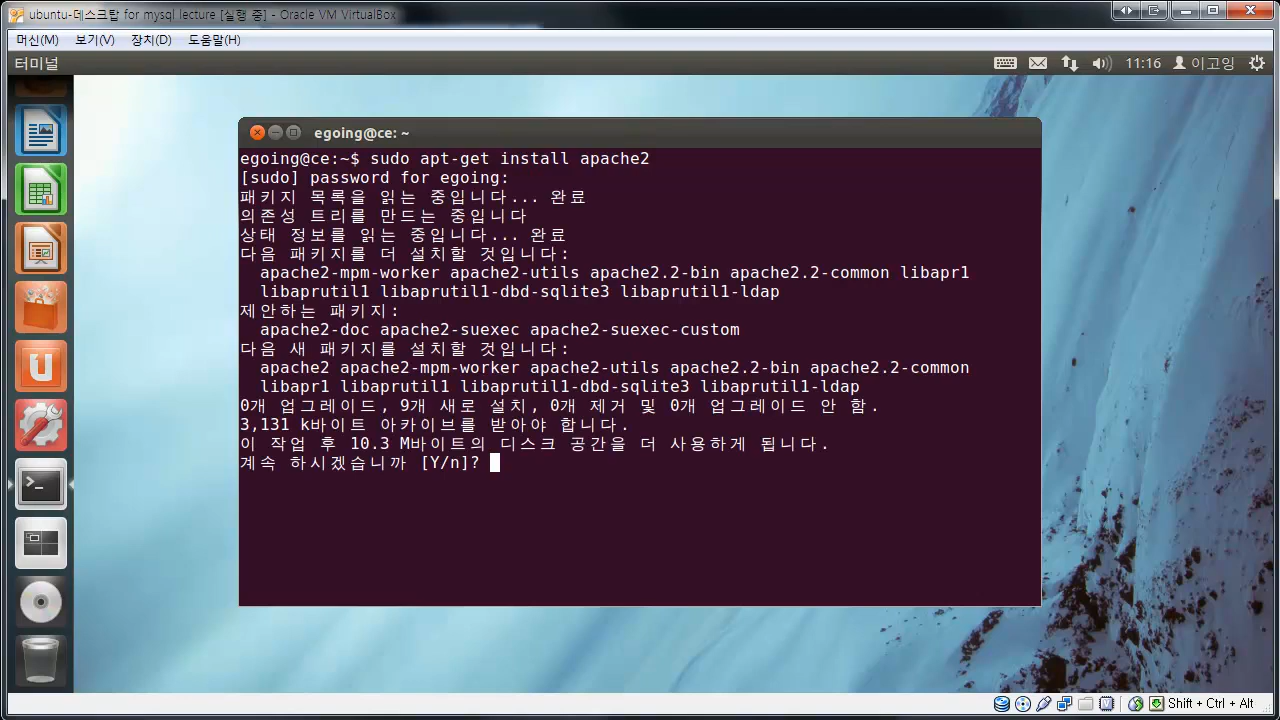 ubuntu-데스크탑 for mysql lecture [실행 중] - Oracle VM VirtualBox
머신(M) 보기(V) 장치(D) 도움말(H)
터미널 11:16 이고잉
egoing@ce: ~
egoing@ce:~$ sudo apt-get install apache2
[sudo] password for egoing:
패키지 목록을 읽는 중입니다... 완료
의존성 트리를 만드는 중입니다
상태 정보를 읽는 중입니다... 완료
다음 패키지를 더 설치할 것입니다:
apache2-mpm-worker apache2-utils apache2.2-bin apache2.2-common libapr1
libaprutil1 libaprutil1-dbd-sqlite3 libaprutil1-ldap
제안하는 패키지:
apache2-doc apache2-suexec apache2-suexec-custom
다음 새 패키지를 설치할 것입니다:
apache2 apache2-mpm-worker apache2-utils apache2.2-bin apache2.2-common
libapr1 libaprutil1 libaprutil1-dbd-sqlite3 libaprutil1-ldap
0개 업그레이드, 9개 새로 설치, 0개 제거 및 0개 업그레이드 안 함.
3,131 k바이트 아카이브를 받아야 합니다.
이 작업 후 10.3 M바이트의 디스크 공간을 더 사용하게 됩니다.
계속 하시겠습니까 [Y/n]?
Shift + Ctrl + Alt